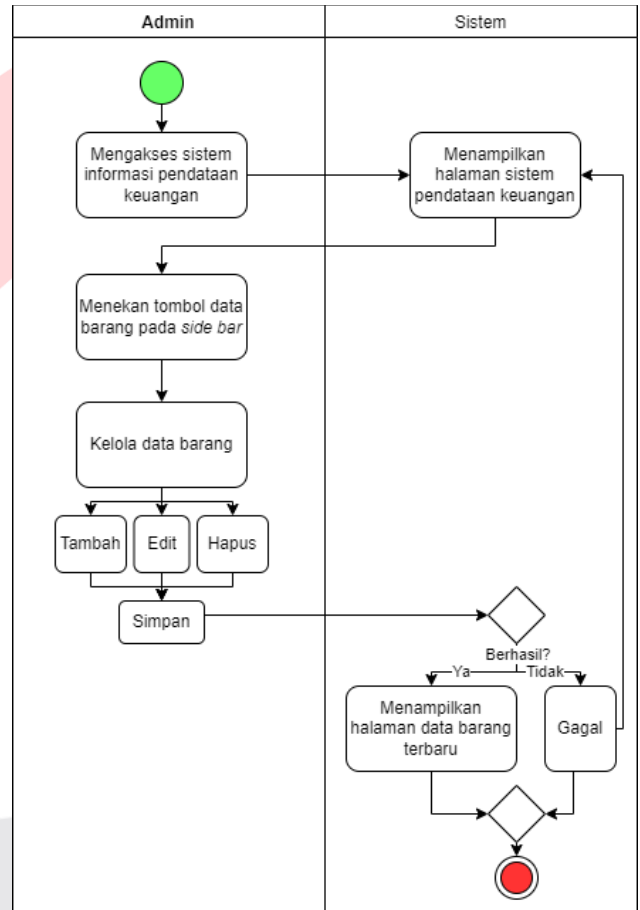 Admin
Sistem
Mengakses sistem
informasi pendataan
keuangan
Menampilkan
halaman sistem
pendataan keuangan
Menekan tombol data
barang pada side bar
Kelola data barang
Tambah
Edit
Hapus
Simpan
Berhasil?
Ya
Tidak
Menampilkan
halaman data barang
terbaru
Gagal